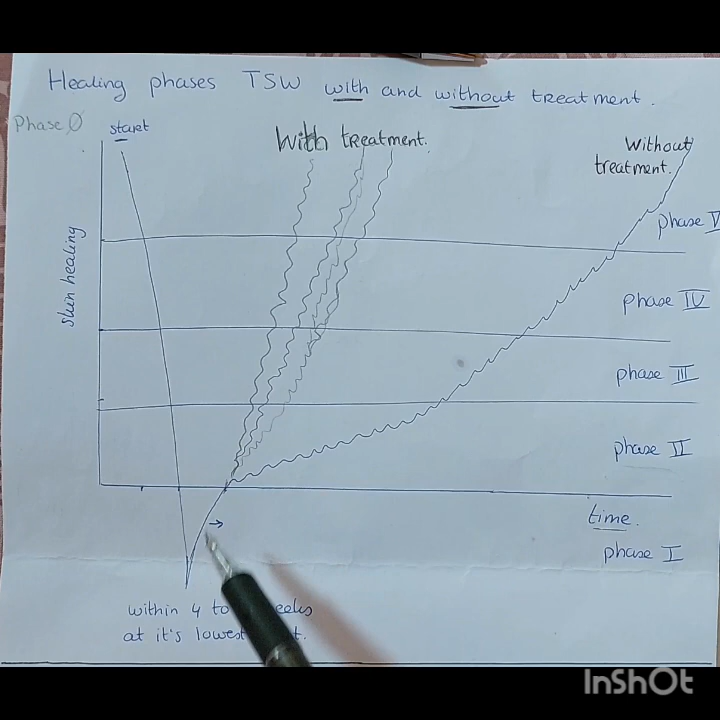 Healing phases TSW with and without treatment.
Phase 0
start
With treatment.
Without
treatment.
phase V
skin healing
phase IV
phase III
phase II
time.
phase I
within 4 to
at it's lowest
InShOt